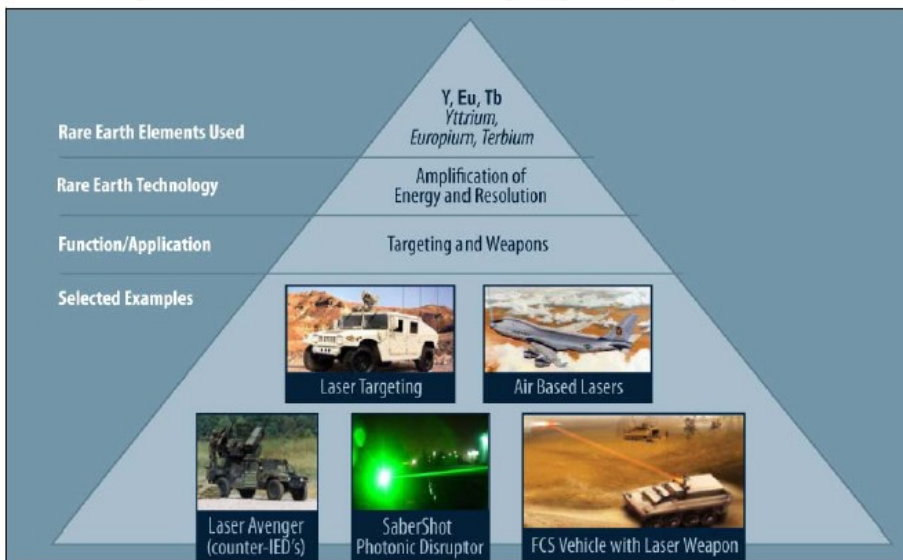 Y, Eu, Tb
Yttrium,
Europium, Terbium
Rare Earth Elements Used
Rare Earth Technology
Amplification of
Energy and Resolution
Function/Application
Targeting and Weapons
Selected Examples
Laser Targeting
Air Based Lasers
Laser Avenger
(counter-IED's)
SaberShot
Photonic Disruptor
FCS Vehicle with Laser Weapon